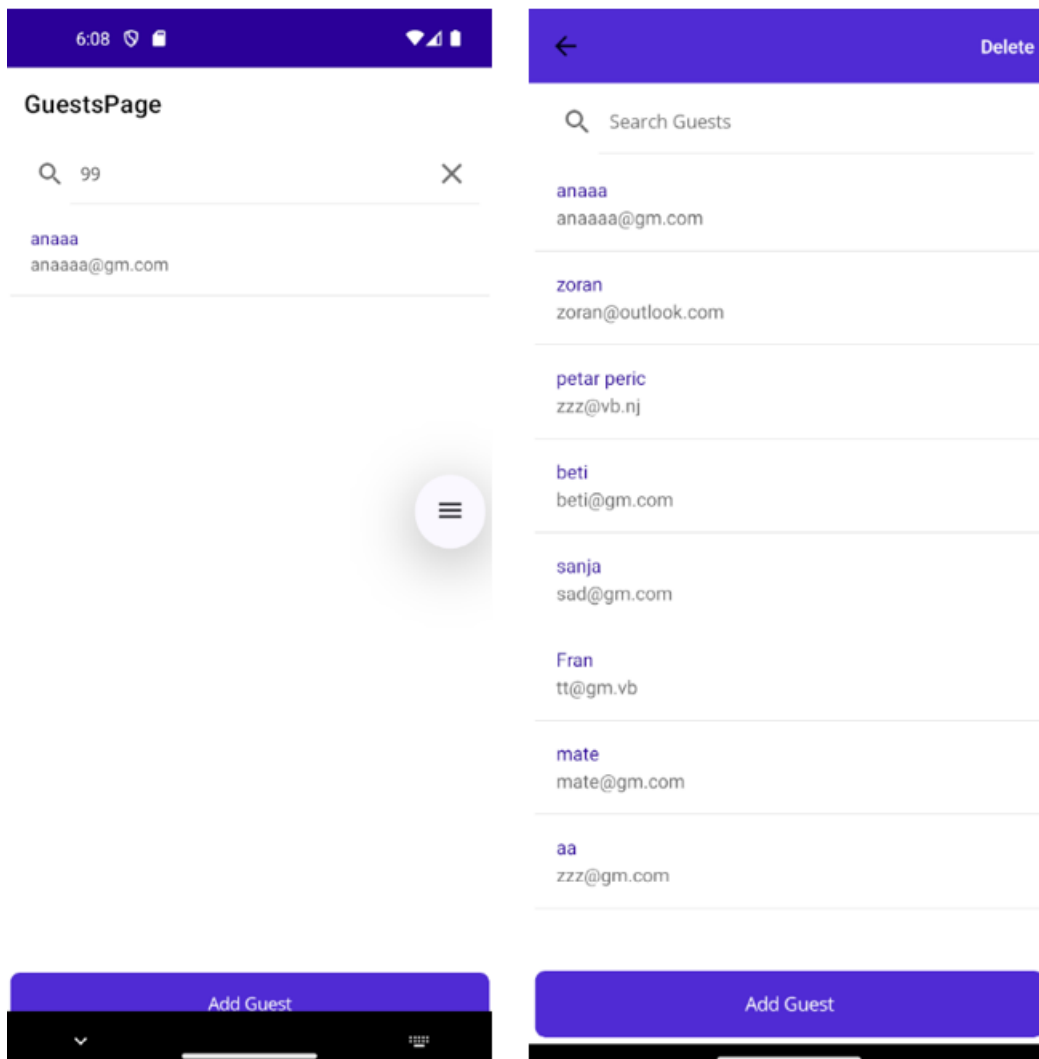 6:08
GuestsPage
99
anaaa
anaaaa@gm.com
Add Guest
Delete
Search Guests
anaaa
anaaaa@gm.com
zoran
zoran@outlook.com
petar peric
zzz@vb.nj
beti
beti@gm.com
sanja
sad@gm.com
Fran
tt@gm.vb
mate
mate@gm.com
aa
zzz@gm.com
Add Guest